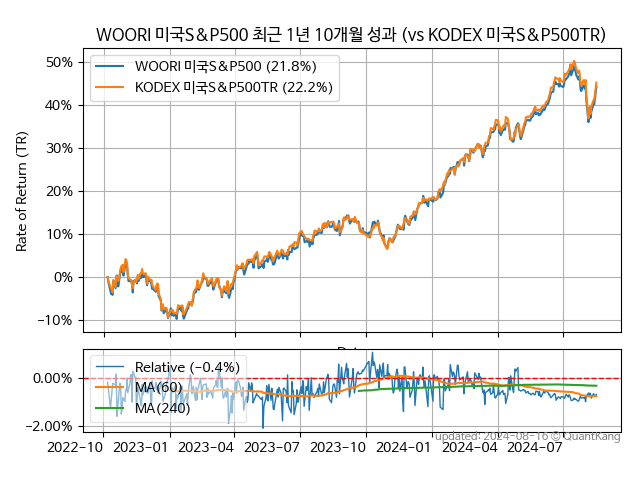 WOORI 미국S&P500 최근 1년 10개월 성과 (vs KODEX 미국S&P500TR)
WOORI 미국S&P500 (21.8%)
KODEX 미국S&P500TR (22.2%)
Rate of Return (TR)
50%
40%
30%
20%
10%
0%
−10%
Relative (−0.4%)
MA(60)
MA(240)
0.00%
−2.00%
2022−10 2023−01 2023−04 2023−07 2023−10 2024−01 2024−04 2024−07
updated: 2024-08-16 © QuantKang